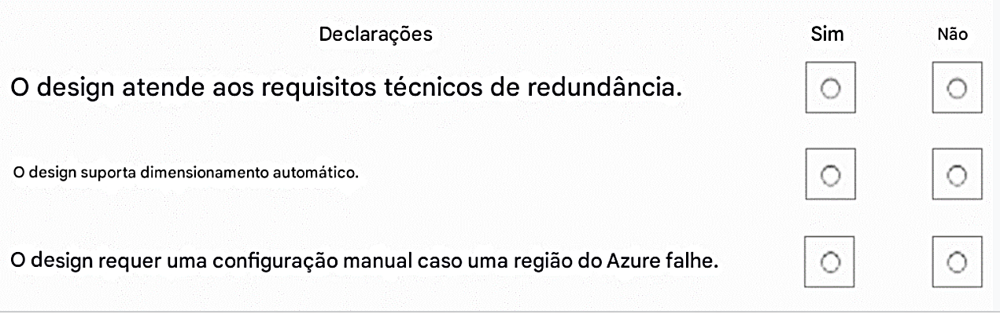 Declarações Sim Não
O design atende aos requisitos técnicos de redundância.
O design suporta dimensionamento automático.
O design requer uma configuração manual caso uma região do Azure falhe.